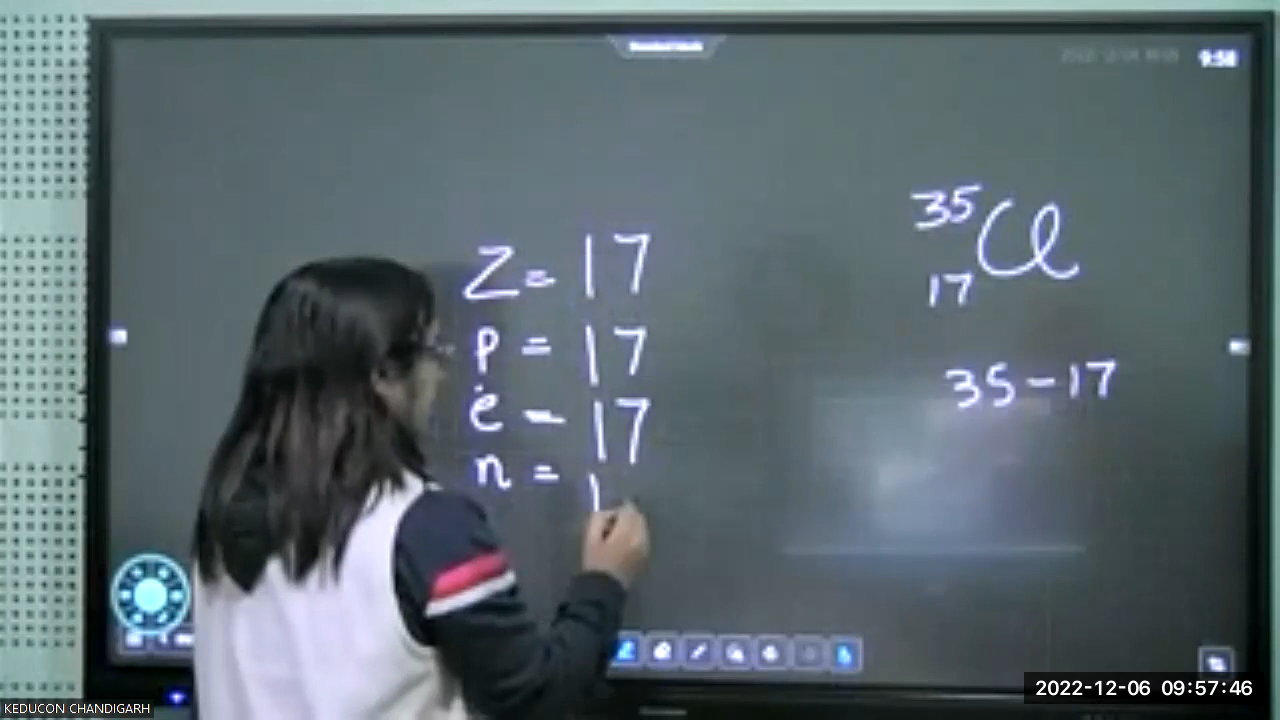 9:58
Z = 17
p = 17
e = 17
n = 1
35
Cl
17
35-17
2022-12-06 09:57:46
KEDUCON CHANDIGARH